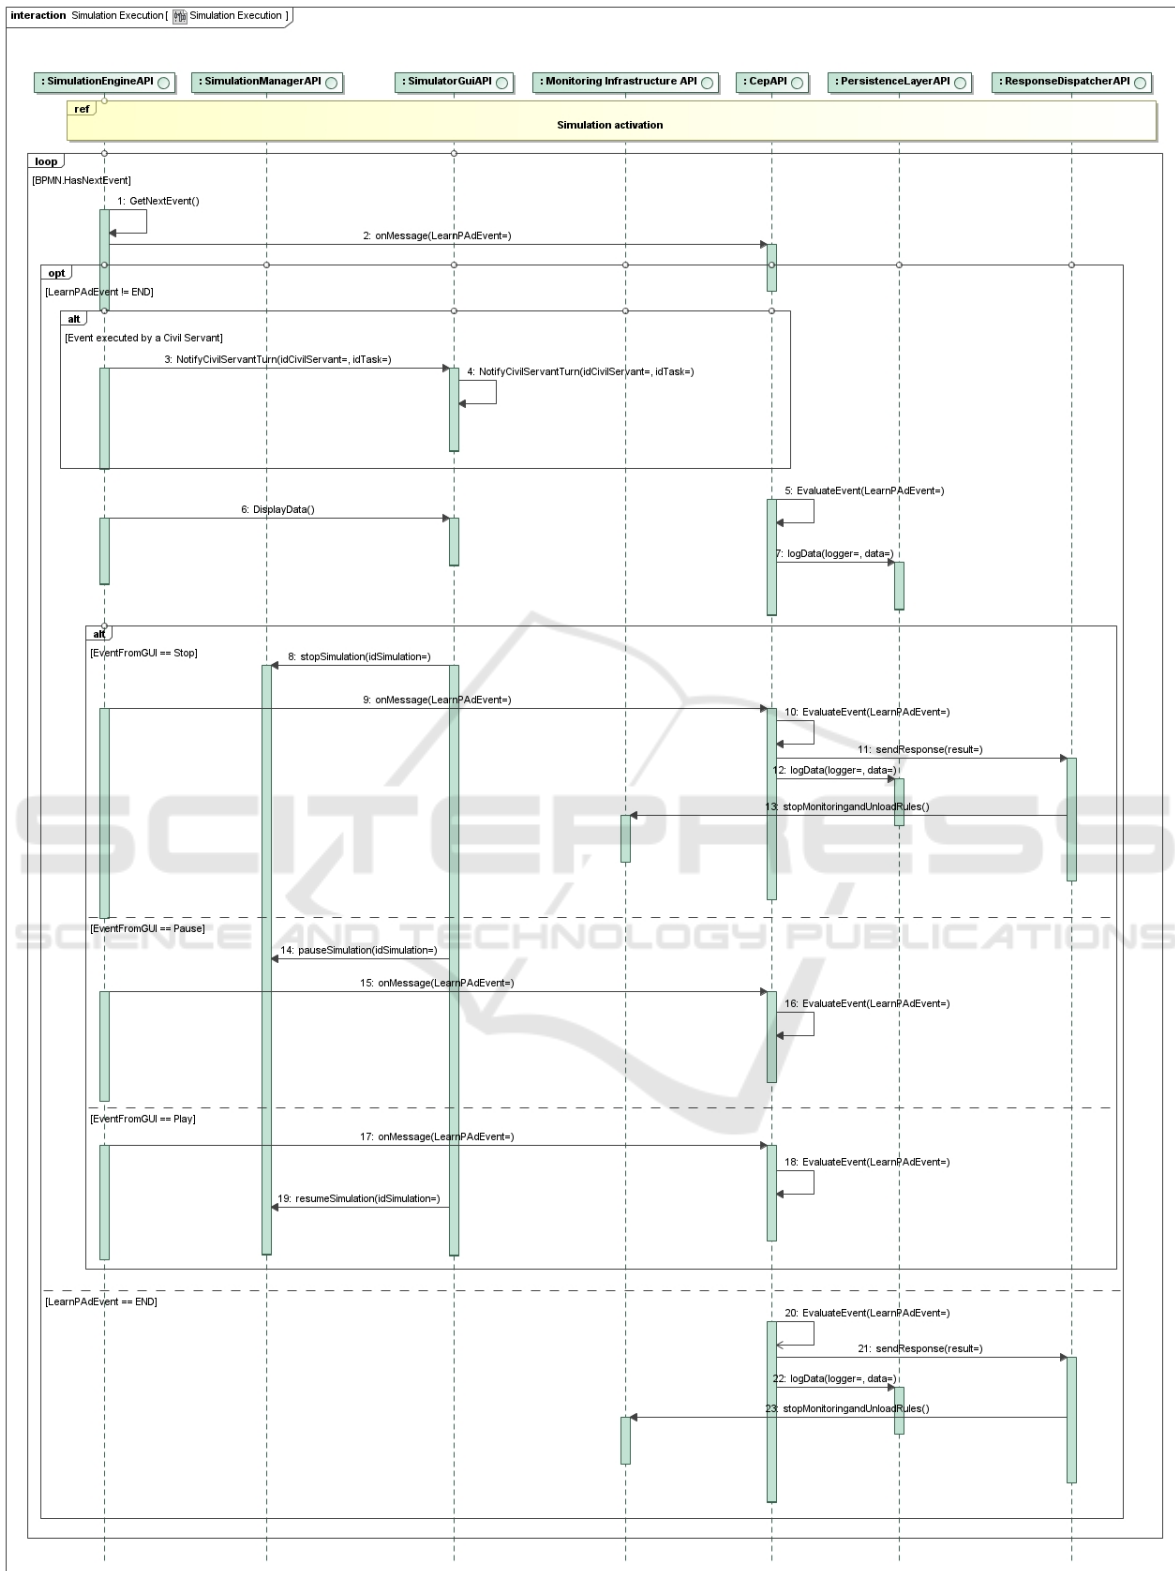 interaction Simulation Execution [ Simulation Execution ]
: SimulationEngineAPI
: SimulationManagerAPI
: SimulatorGuiAPI
: Monitoring Infrastructure API
: CepAPI
: PersistenceLayerAPI
: ResponseDispatcherAPI
ref
Simulation activation
loop
[BPMN.HasNextEvent]
1: GetNextEvent()
2: onMessage(LearnPAdEvent=)
opt
[LearnPAdEvent != END]
alt
[Event executed by a Civil Servant]
3: NotifyCivilServantTurn(idCivilServant=, idTask=)
4: NotifyCivilServantTurn(idCivilServant=, idTask=)
5: EvaluateEvent(LearnPAdEvent=)
6: DisplayData()
7: logData(logger=, data=)
alt
[EventFromGUI == Stop]
8: stopSimulation(idSimulation=)
9: onMessage(LearnPAdEvent=)
10: EvaluateEvent(LearnPAdEvent=)
11: sendResponse(result=)
12: logData(logger=, data=)
13: stopMonitoringandUnloadRules()
SCITEPRESS
SCIENCE AND TECHNOLOGY PUBLICATIONS
[EventFromGUI == Pause]
14: pauseSimulation(idSimulation=)
15: onMessage(LearnPAdEvent=)
16: EvaluateEvent(LearnPAdEvent=)
[EventFromGUI == Play]
17: onMessage(LearnPAdEvent=)
18: EvaluateEvent(LearnPAdEvent=)
19: resumeSimulation(idSimulation=)
[LearnPAdEvent == END]
20: EvaluateEvent(LearnPAdEvent=)
21: sendResponse(result=)
22: logData(logger=, data=)
23: stopMonitoringandUnloadRules()